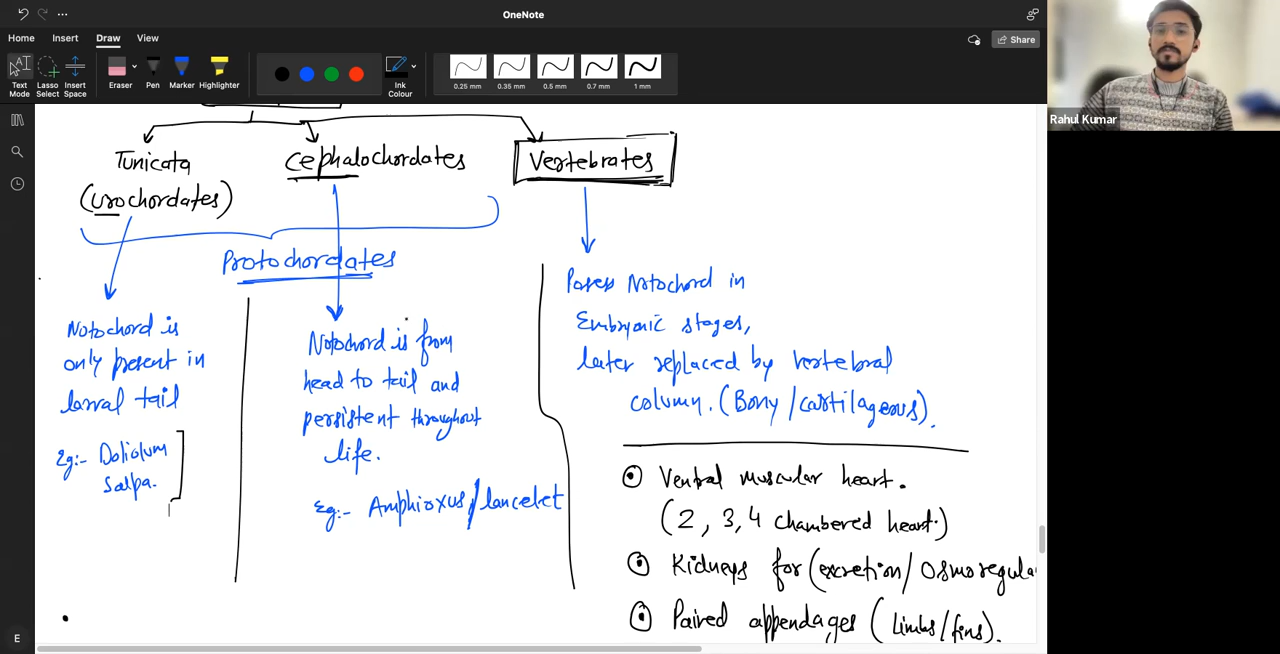 OneNote
Home Insert Draw View
Share
Text Mode
Lasso Select
Insert Space
Eraser
Pen
Marker
Highlighter
Ink Colour
0.25 mm 0.35 mm 0.5 mm 0.7 mm 1 mm
Rahul Kumar
Tunicata
(Urochordates)
Cephalochordates
Vertebrates
Protochordates
Notochord is
only present in
larval tail
Eg:- Doliolum
Salpa.
Notochord is from
head to tail and
persistent throughout
life.
Eg:- Amphioxus/lancelet
Posess Notochord in
Embryonic stages,
later replaced by vertebral
column. (Bony/cartilageous).
Ventral muscular heart.
(2, 3, 4 chambered heart.)
Kidneys for (excretion/Osmoregula
Paired appendages (Limbs/fins).
E